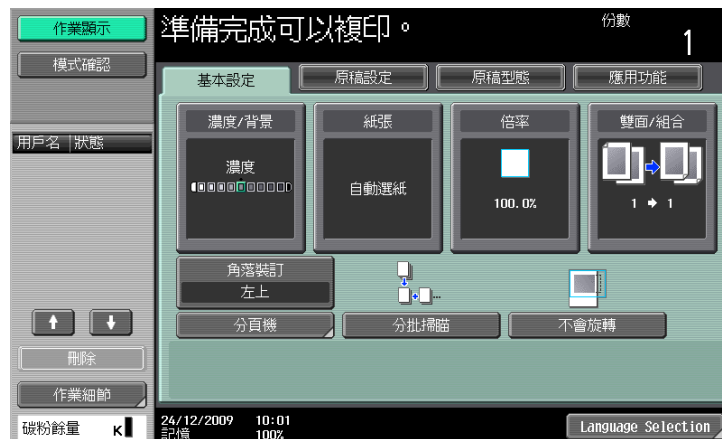 作業顯示
模式確認
用戶名 狀態
刪除
作業細節
碳粉餘量 K
準備完成可以複印。
份數
1
基本設定 原稿設定 原稿型態 應用功能
濃度/背景 紙張 倍率 雙面/組合
濃度
自動選紙
100.0%
1 → 1
角落裝訂
左上
分頁機 分批掃瞄 不會旋轉
24/12/2009 10:01
記憶 100%
Language Selection